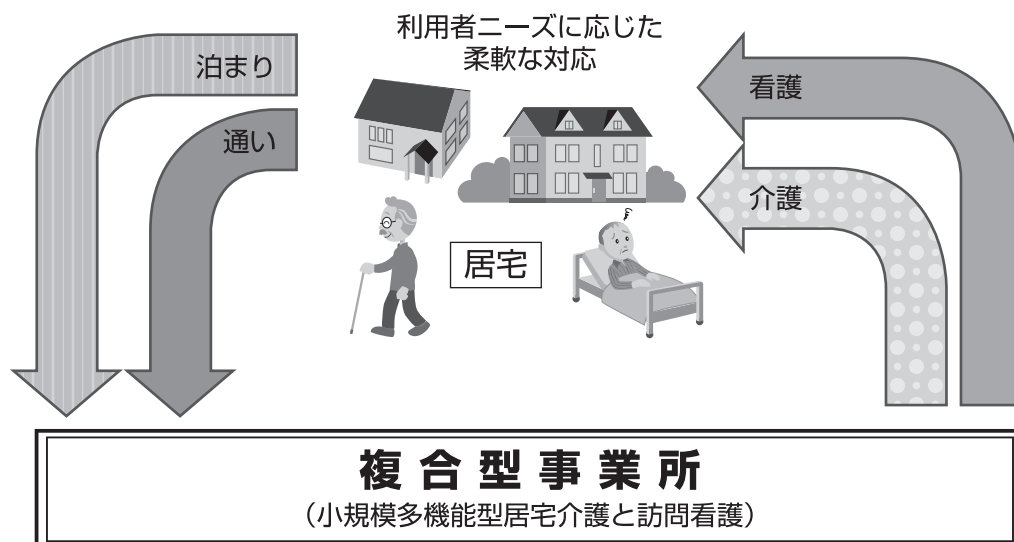 利用者ニーズに応じた
柔軟な対応
泊まり
通い
看護
介護
居宅
複合型事業所
（小規模多機能型居宅介護と訪問看護）